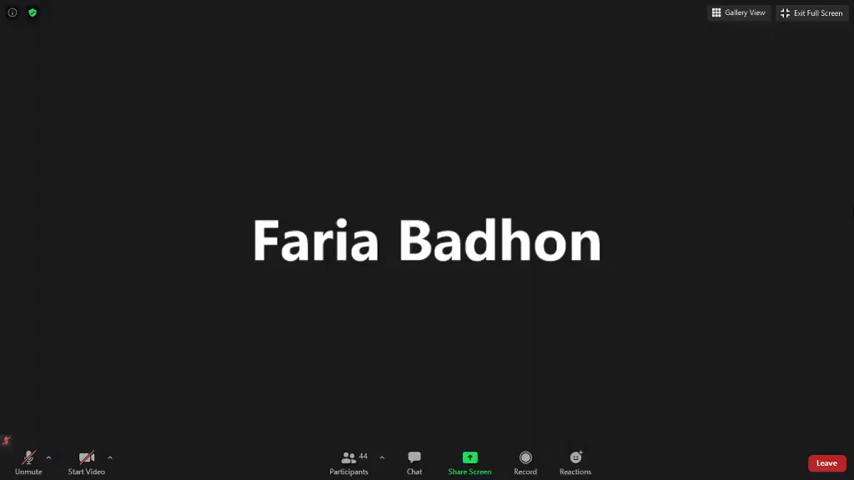 Gallery View
Exit Full Screen
Faria Badhon
44
Unmute
Start Video
Participants
Chat
Share Screen
Record
Reactions
Leave